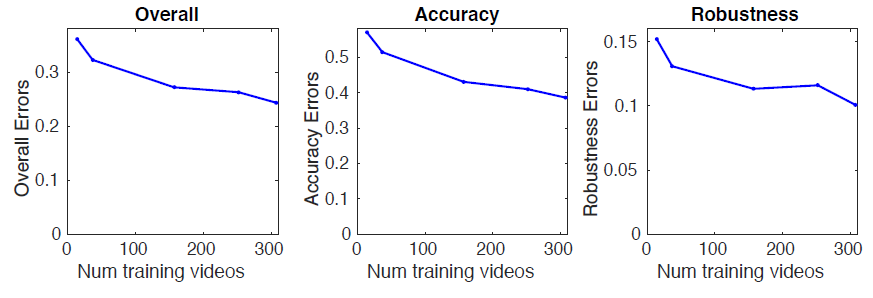 Overall
Overall Errors
0.3
0.2
0.1
0
0 100 200 300
Num training videos
Accuracy
Accuracy Errors
0.5
0.4
0.3
0.2
0.1
0
0 100 200 300
Num training videos
Robustness
Robustness Errors
0.15
0.1
0.05
0
0 100 200 300
Num training videos